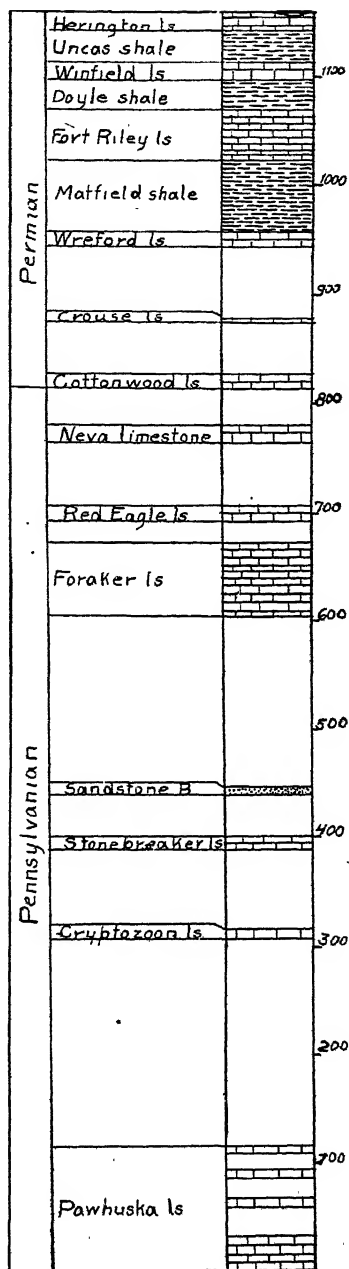 Permian
Herington ls
Uncas shale
Winfield ls
1100
Doyle shale
Fort Riley ls
1000
Matfield shale
Wreford ls
900
Crouse ls
Cottonwood ls
800
Pennsylvanian
Neva limestone
700
Red Eagle ls
Foraker ls
600
500
Sandstone B
400
Stonebreaker ls
Cryptozoon ls
300
200
100
Pawhuska ls